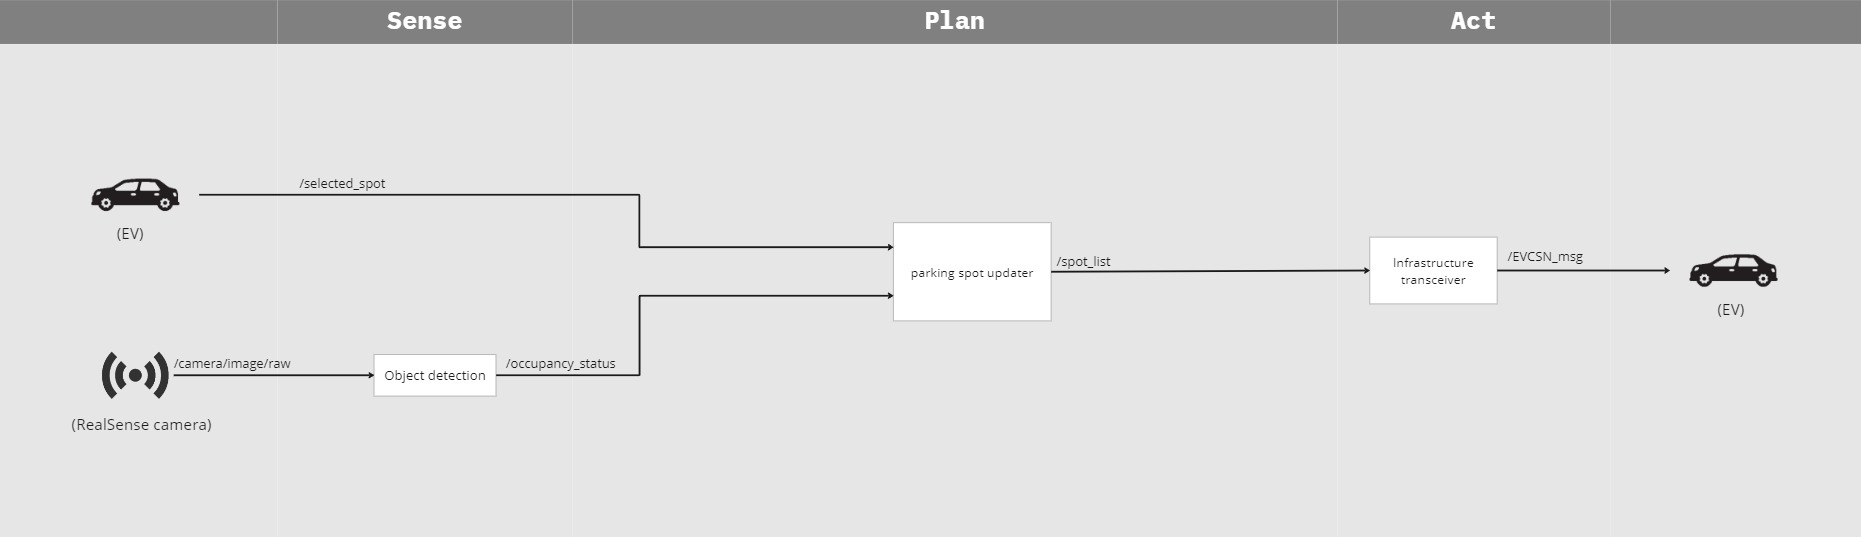 Sense
Plan
Act
/selected_spot
(EV)
/camera/image/raw
(RealSense camera)
Object detection
/occupancy_status
parking spot updater
/spot_list
Infrastructure
transceiver
/EVCSN_msg
(EV)